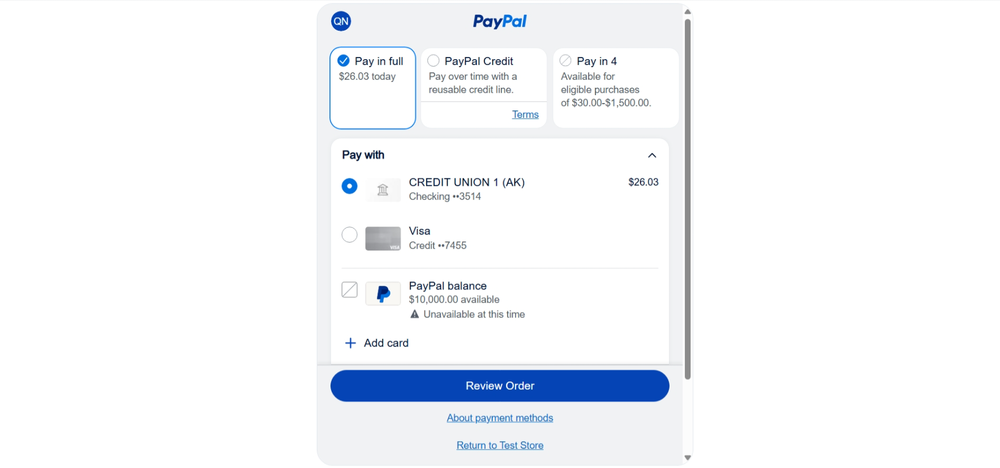 QN
PayPal
Pay in full
$26.03 today
PayPal Credit
Pay over time with a
reusable credit line.
Terms
Pay in 4
Available for
eligible purchases
of $30.00-$1,500.00.
Pay with
CREDIT UNION 1 (AK)
$26.03
Checking ••3514
Visa
VISA
Credit ••7455
PayPal balance
$10,000.00 available
Unavailable at this time
Add card
Review Order
About payment methods
Return to Test Store